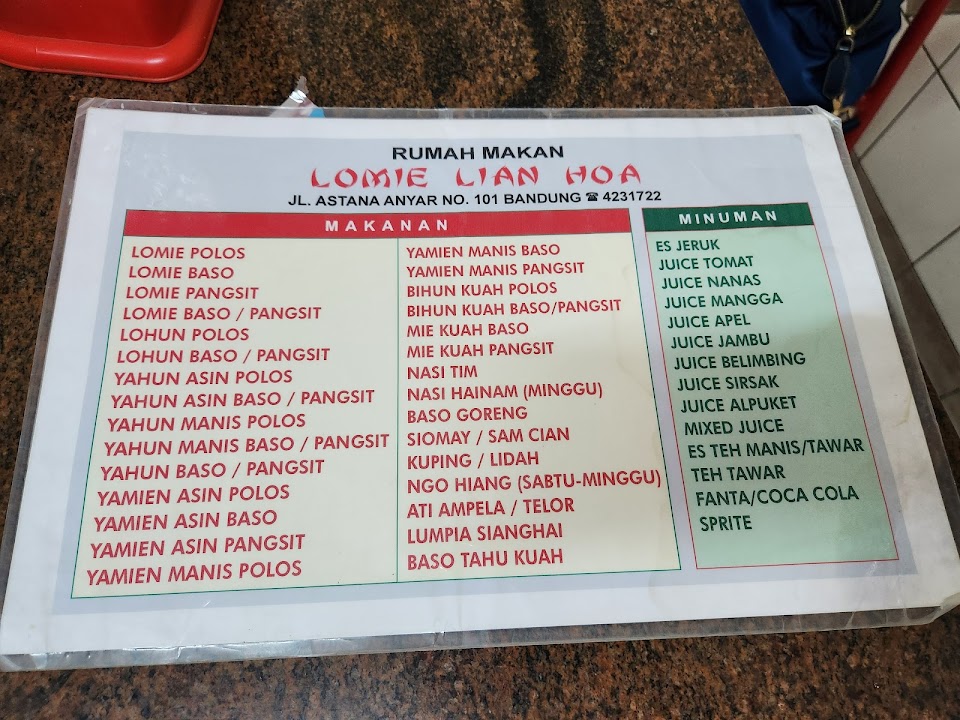 RUMAH MAKAN
LOMIE LIAN HOA
JL. ASTANA ANYAR NO. 101 BANDUNG ☎ 4231722
MAKANAN
LOMIE POLOS
LOMIE BASO
LOMIE PANGSIT
LOMIE BASO / PANGSIT
LOHUN POLOS
LOHUN BASO / PANGSIT
YAHUN ASIN POLOS
YAHUN ASIN BASO / PANGSIT
YAHUN MANIS POLOS
YAHUN MANIS BASO / PANGSIT
YAHUN BASO / PANGSIT
YAMIEN ASIN POLOS
YAMIEN ASIN BASO
YAMIEN ASIN PANGSIT
YAMIEN MANIS POLOS
YAMIEN MANIS BASO
YAMIEN MANIS PANGSIT
BIHUN KUAH POLOS
BIHUN KUAH BASO/PANGSIT
MIE KUAH BASO
MIE KUAH PANGSIT
NASI TIM
NASI HAINAM (MINGGU)
BASO GORENG
SIOMAY / SAM CIAN
KUPING / LIDAH
NGO HIANG (SABTU-MINGGU)
ATI AMPELA / TELOR
LUMPIA SIANGHAI
BASO TAHU KUAH
MINUMAN
ES JERUK
JUICE TOMAT
JUICE NANAS
JUICE MANGGA
JUICE APEL
JUICE JAMBU
JUICE BELIMBING
JUICE SIRSAK
JUICE ALPUKET
MIXED JUICE
ES TEH MANIS/TAWAR
TEH TAWAR
FANTA/COCA COLA
SPRITE